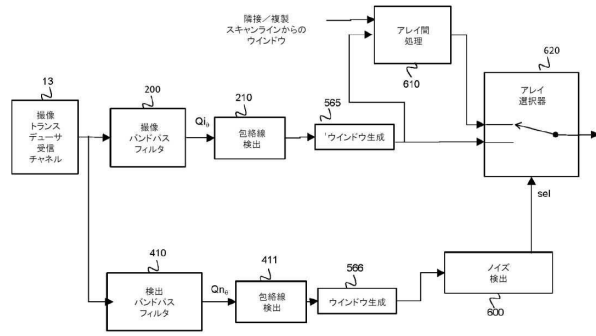 隣接／複製
スキャンラインからの
ウインドウ
アレイ間
処理
610
620
アレイ
選択器
13
撮像
トランス
デューサ
受信
チャネル
200
撮像
バンドパス
フィルタ
Qiθ
210
包絡線
検出
565
'ウインドウ生成
sel
410
検出
バンドパス
フィルタ
Qnθ
411
包絡線
検出
566
ウインドウ生成
ノイズ
検出
600